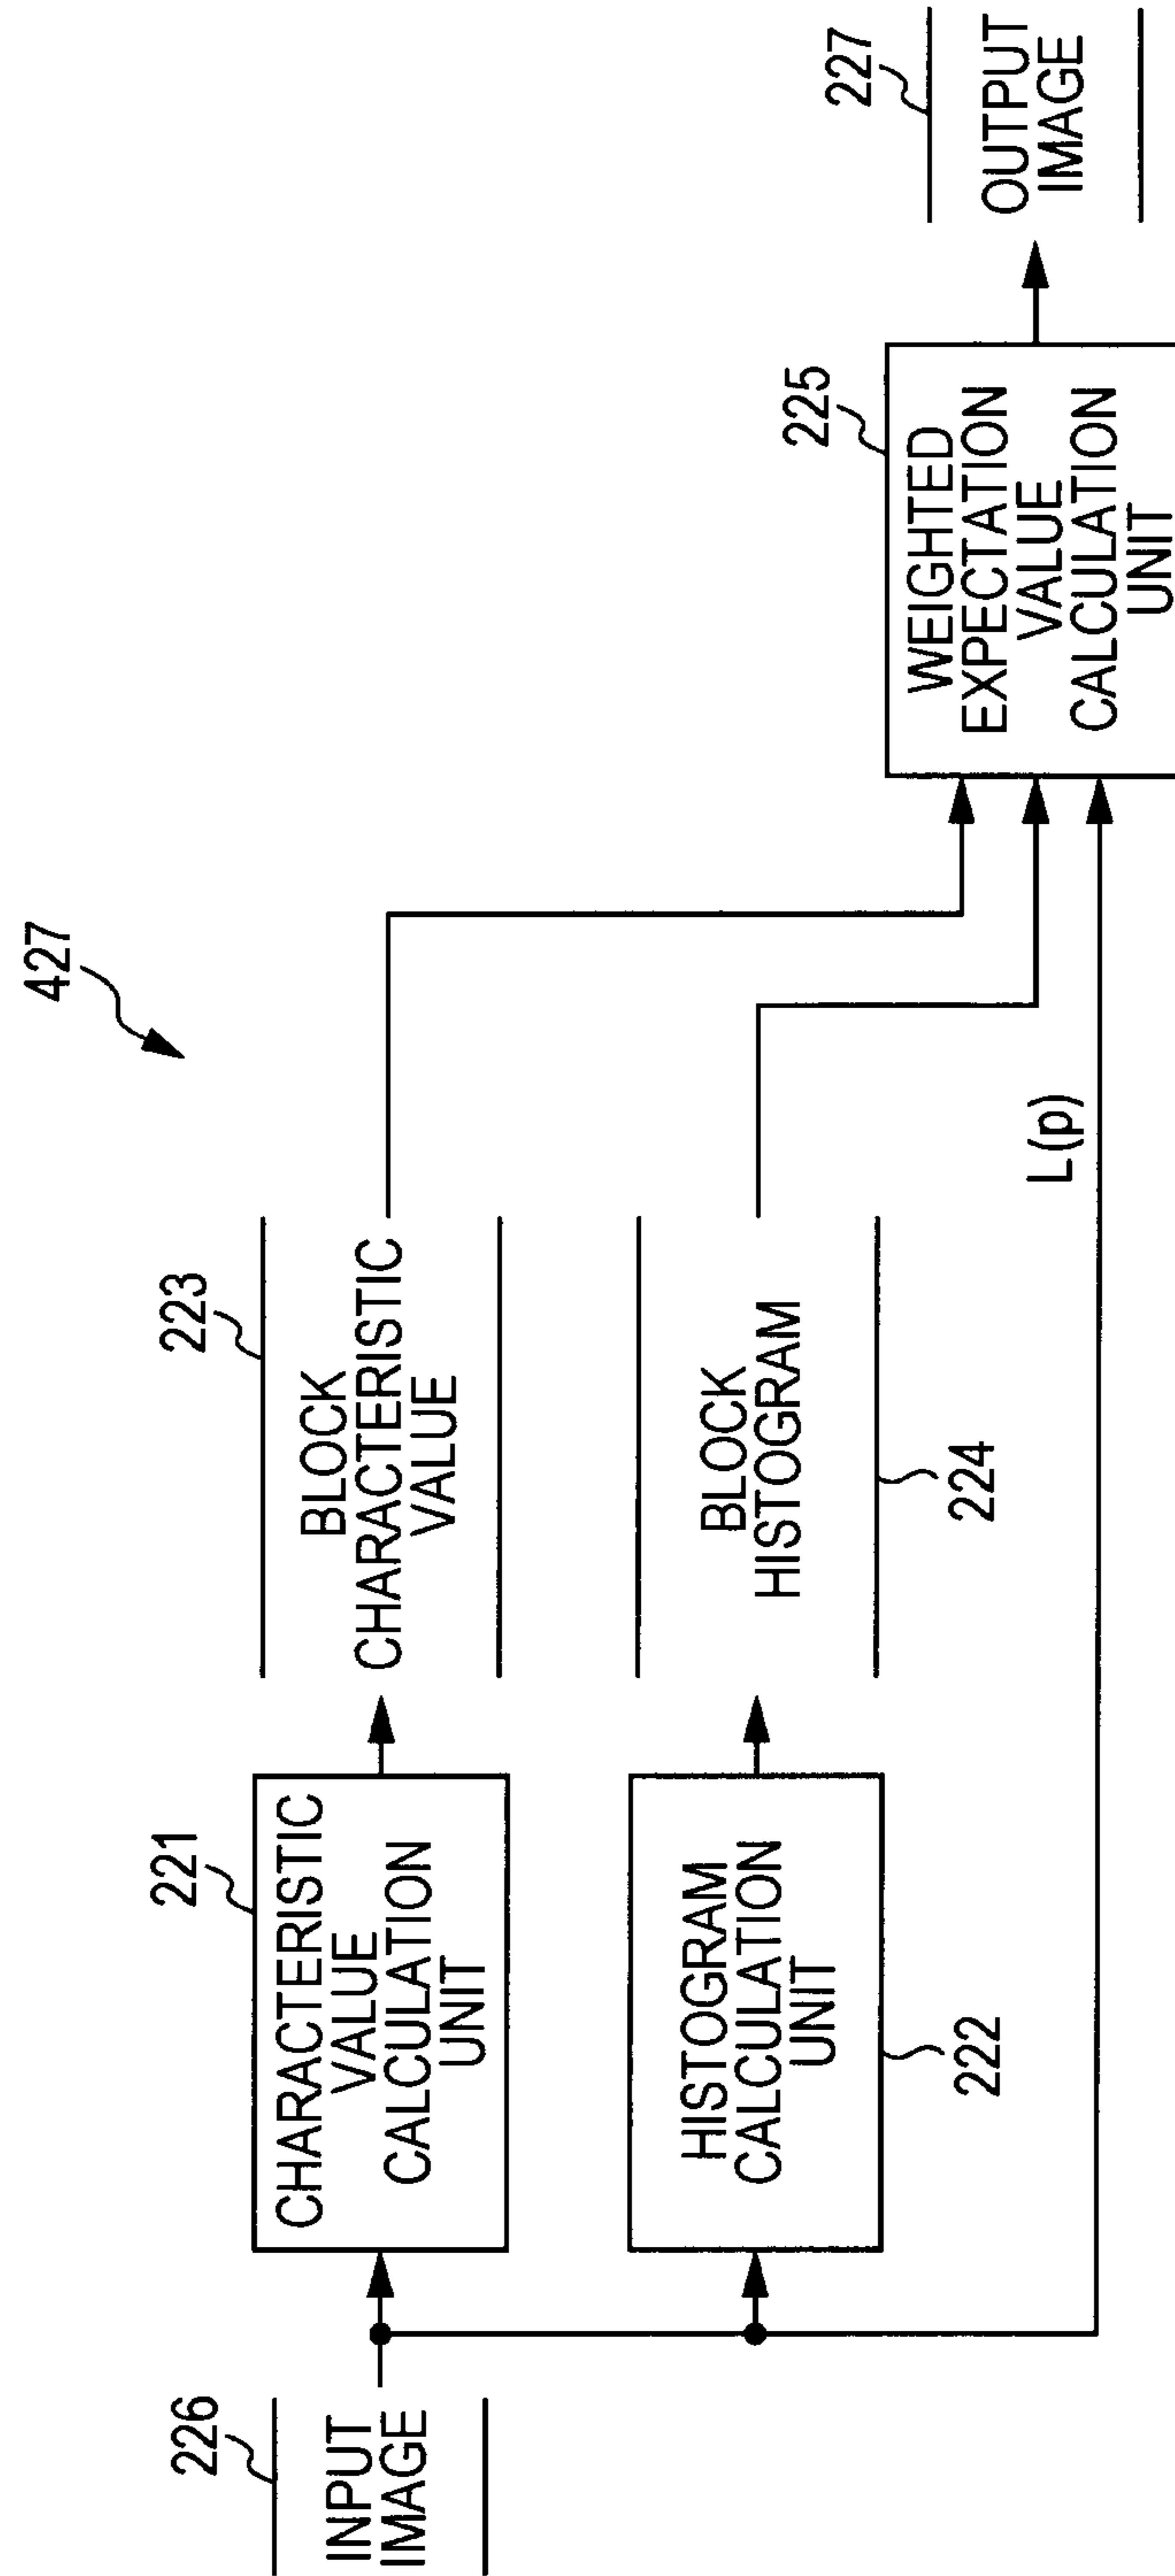 427
226
INPUT
IMAGE
221
CHARACTERISTIC
VALUE
CALCULATION
UNIT
223
BLOCK
CHARACTERISTIC
VALUE
HISTOGRAM
CALCULATION
UNIT
222
BLOCK
HISTOGRAM
224
L(p)
225
WEIGHTED
EXPECTATION
VALUE
CALCULATION
UNIT
227
OUTPUT
IMAGE